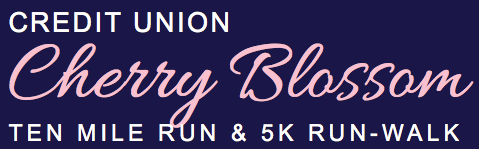 CREDIT UNION
Cherry Blossom
TEN MILE RUN & 5K RUN-WALK